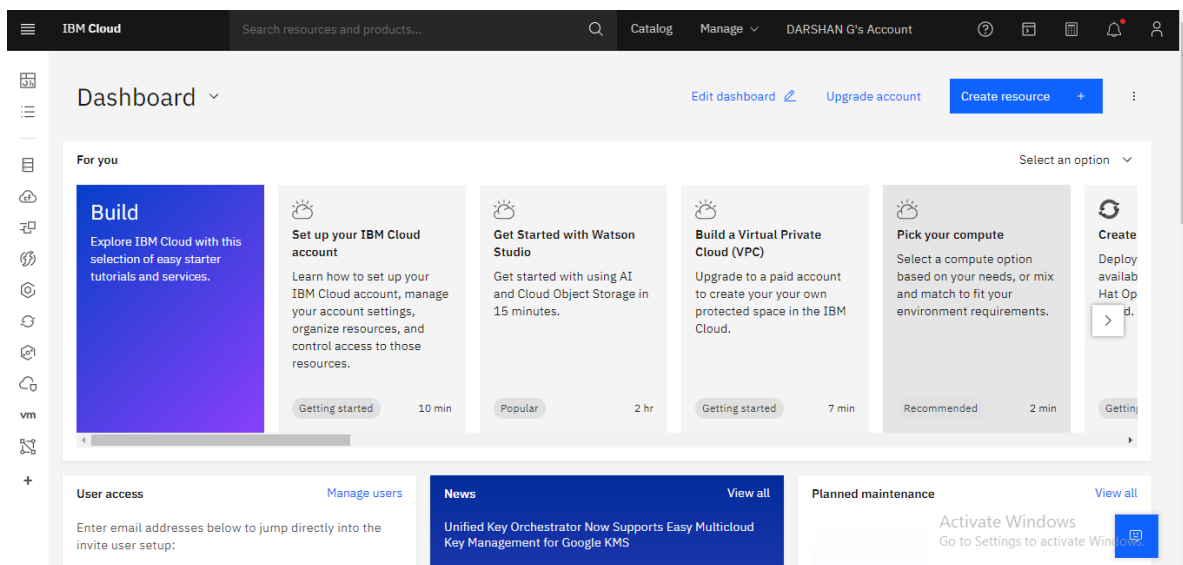 IBM Cloud
Search resources and products...
Catalog
Manage
DARSHAN G's Account
Dashboard
Edit dashboard
Upgrade account
Create resource +
For you
Select an option
Build
Explore IBM Cloud with this
selection of easy starter
tutorials and services.
Set up your IBM Cloud
account
Learn how to set up your
IBM Cloud account, manage
your account settings,
organize resources, and
control access to those
resources.
Getting started
10 min
Get Started with Watson
Studio
Get started with using AI
and Cloud Object Storage in
15 minutes.
Popular
2 hr
Build a Virtual Private
Cloud (VPC)
Upgrade to a paid account
to create your your own
protected space in the IBM
Cloud.
Getting started
7 min
Pick your compute
Select a compute option
based on your needs, or mix
and match to fit your
environment requirements.
Recommended
2 min
Create
Deploy
availab
Hat Op
d.
Getting
vm
+
User access
Manage users
Enter email addresses below to jump directly into the
invite user setup:
News
View all
Unified Key Orchestrator Now Supports Easy Multicloud
Key Management for Google KMS
Planned maintenance
View all
Activate Windows
Go to Settings to activate Windows.